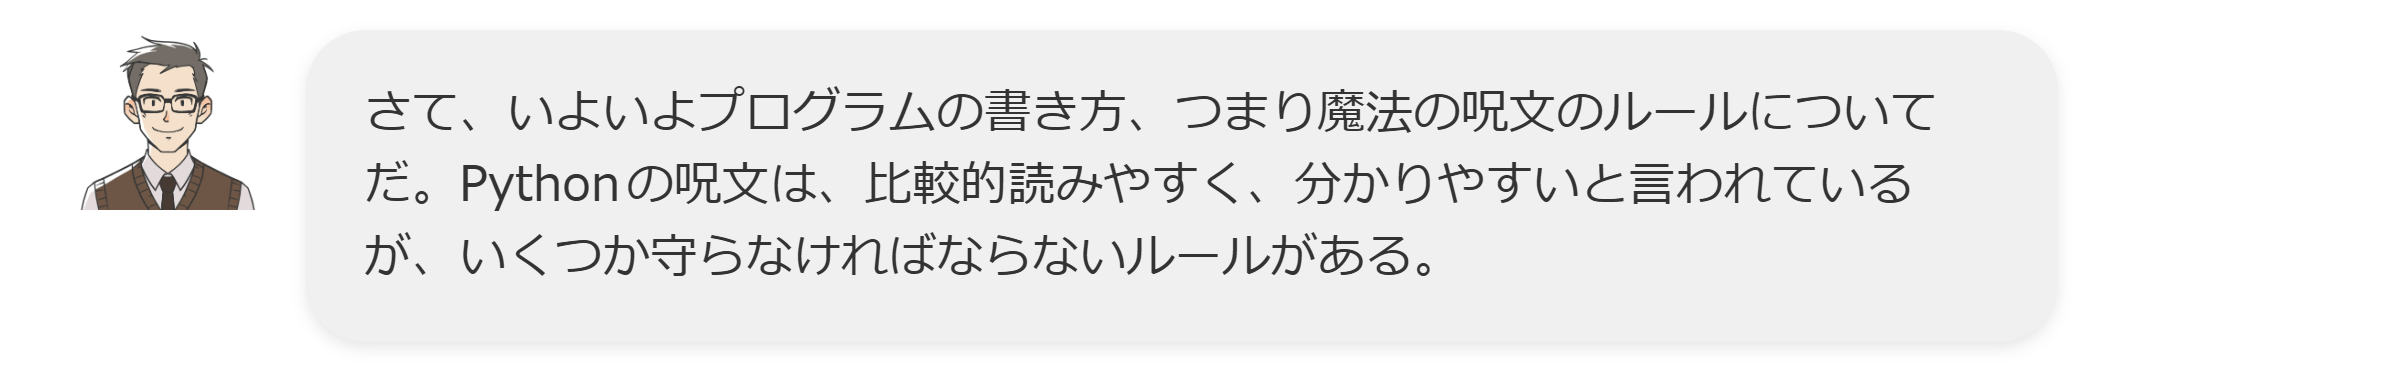 さて、いよいよプログラムの書き方、つまり魔法の呪文のルールについて
だ。Pythonの呪文は、比較的読みやすく、分かりやすいと言われている
が、いくつか守らなければならないルールがある。